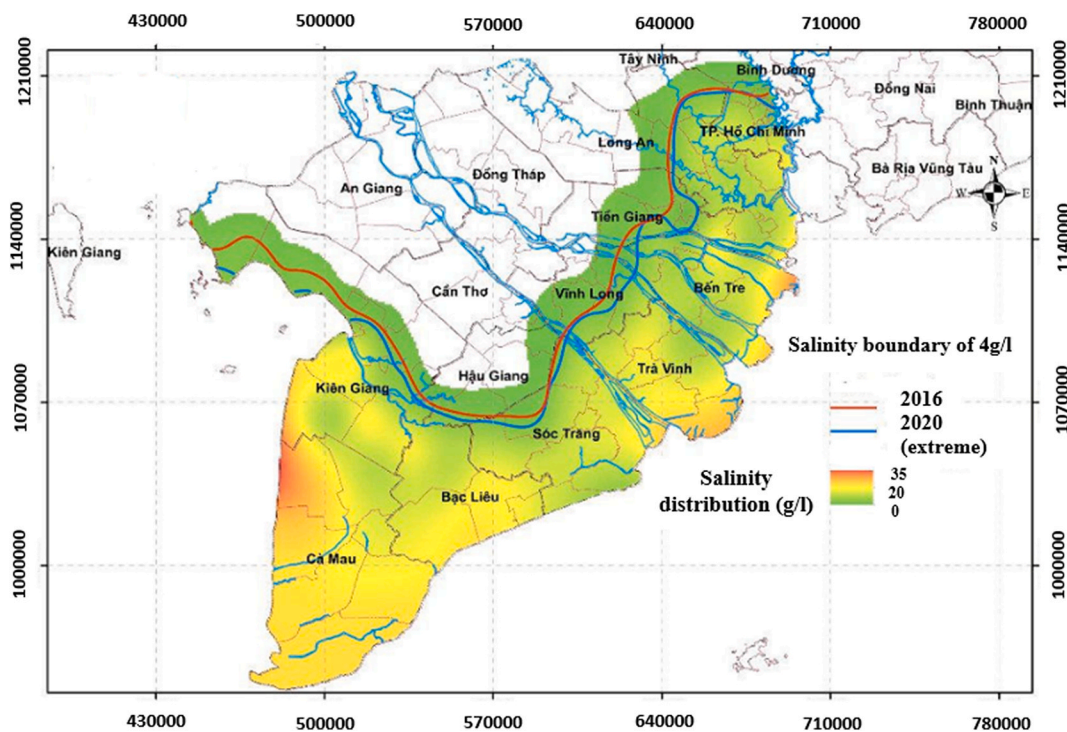 430000 500000 570000 640000 710000 780000
1210000
1210000
Tây Ninh
Bình Dương
Đồng Nai
Bình Thuận
TP. Hồ Chí Minh
Long An
Bà Rịa Vũng Tàu
N
W E
S
An Giang
Đồng Tháp
Tiền Giang
1140000
1140000
Kiên Giang
Cần Thơ
Vĩnh Long
Bến Tre
Salinity boundary of 4g/l
Hậu Giang
Trà Vinh
Kiên Giang
1070000
1070000
2016
2020
(extreme)
Sóc Trăng
Salinity
distribution (g/l)
35
20
0
Bạc Liêu
Cà Mau
1000000
1000000
430000 500000 570000 640000 710000 780000